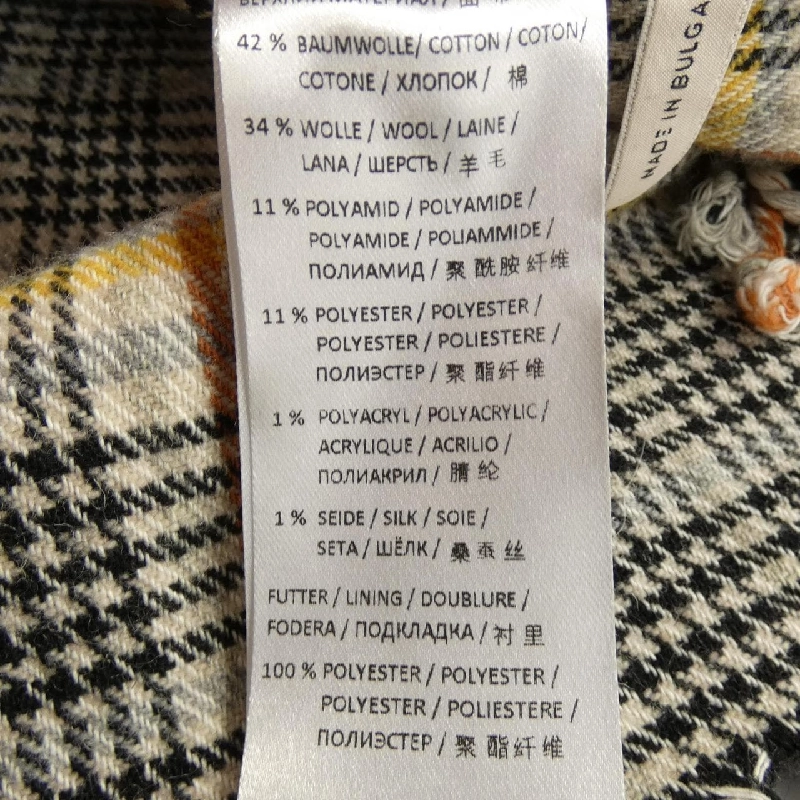 ВЕРХНИЙ МАТЕРИАЛ / 面
42 % BAUMWOLLE/ COTTON / COTON/
COTONE / ХЛОПОК / 棉
34 % WOLLE / WOOL / LAINE /
LANA / ШЕРСТЬ / 羊毛
11 % POLYAMID / POLYAMIDE /
POLYAMIDE / POLIAMMIDE /
ПОЛИАМИД / 聚酰胺纤维
11 % POLYESTER / POLYESTER /
POLYESTER / POLIESTERE /
ПОЛИЭСТЕР / 聚酯纤维
1 % POLYACRYL / POLYACRYLIC /
ACRYLIQUE / ACRILIO /
ПОЛИАКРИЛ / 腈纶
1 % SEIDE / SILK / SOIE /
SETA / ШЁЛК / 桑蚕丝
FUTTER / LINING / DOUBLURE /
FODERA / ПОДКЛАДКА / 衬里
100 % POLYESTER / POLYESTER /
POLYESTER / POLIESTERE /
ПОЛИЭСТЕР / 聚酯纤维
MADE IN BULGA